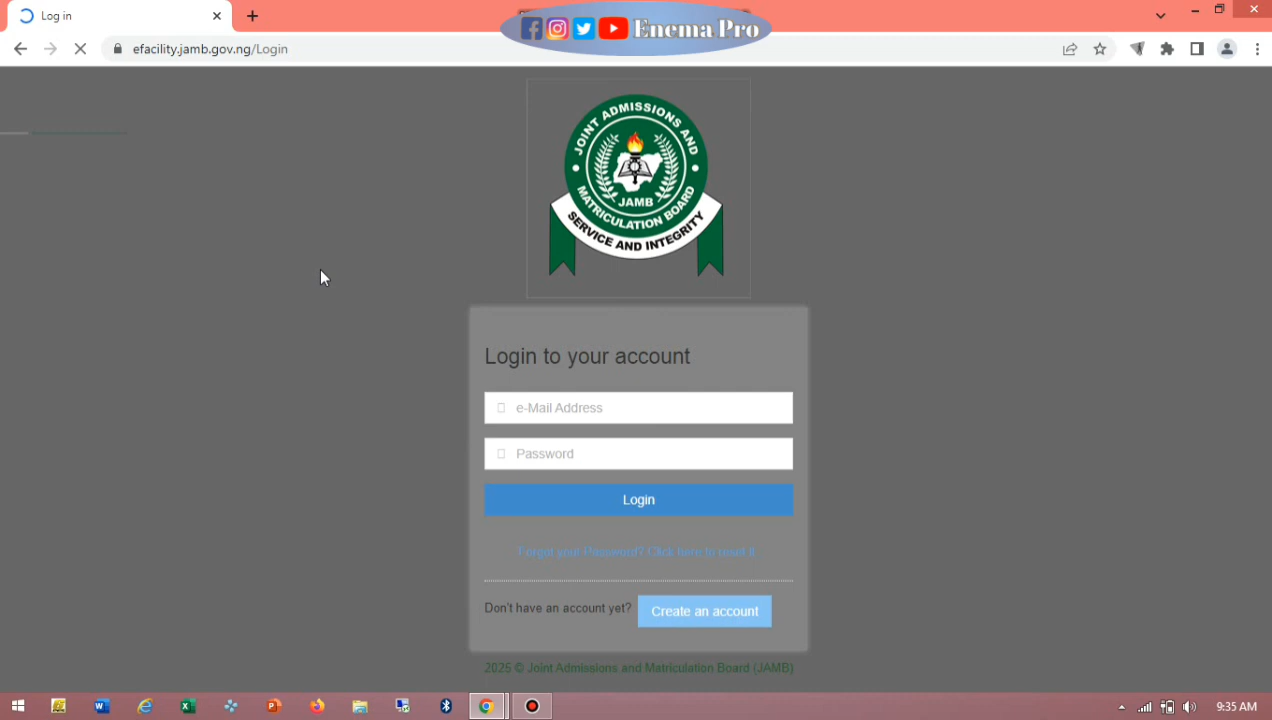 Log in
Enema Pro
efacility.jamb.gov.ng/Login
JOINT ADMISSIONS AND
MATRICULATION BOARD
JAMB
SERVICE AND INTEGRITY
Login to your account
e-Mail Address
Password
Login
Forgot your Password? Click here to
Don't have an account yet?
Create an account
2025 © Joint Admissions and Matriculation Board (JAMB)
9:35 AM